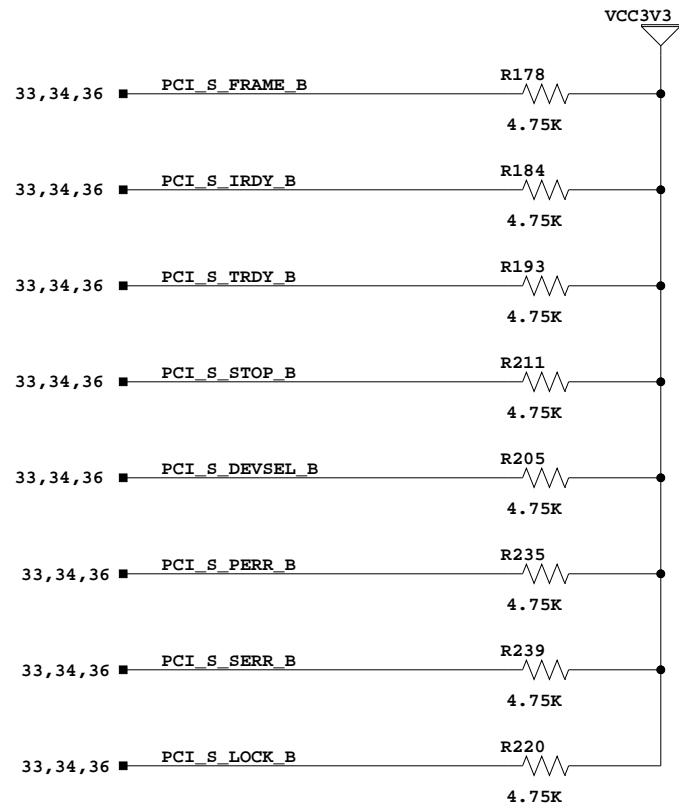 VCC3V3
R178
33,34,36 PCI_S_FRAME_B
4.75K
R184
33,34,36 PCI_S_IRDY_B
4.75K
R193
33,34,36 PCI_S_TRDY_B
4.75K
R211
33,34,36 PCI_S_STOP_B
4.75K
R205
33,34,36 PCI_S_DEVSEL_B
4.75K
R235
33,34,36 PCI_S_PERR_B
4.75K
R239
33,34,36 PCI_S_SERR_B
4.75K
R220
33,34,36 PCI_S_LOCK_B
4.75K